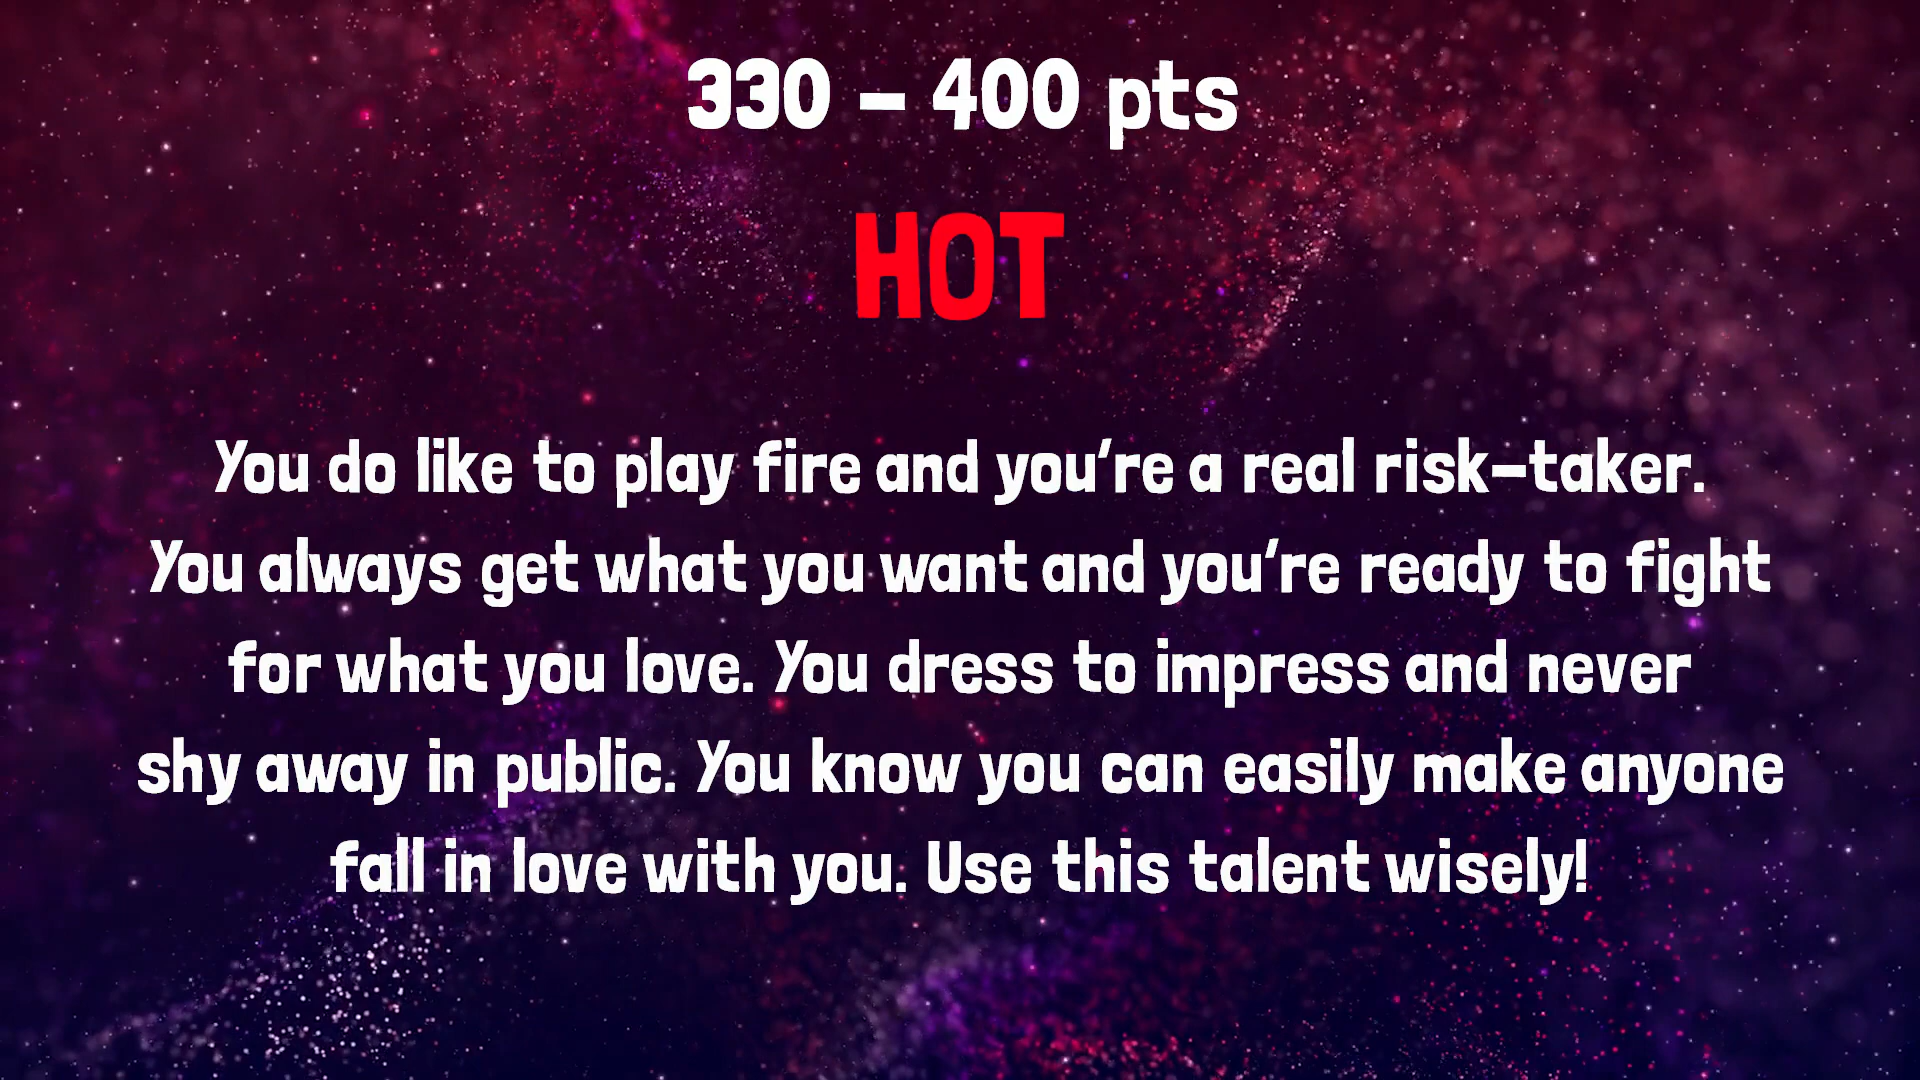 330 – 400 pts
HOT
You do like to play fire and you're a real risk-taker.
You always get what you want and you're ready to fight
for what you love. You dress to impress and never
shy away in public. You know you can easily make anyone
fall in love with you. Use this talent wisely!